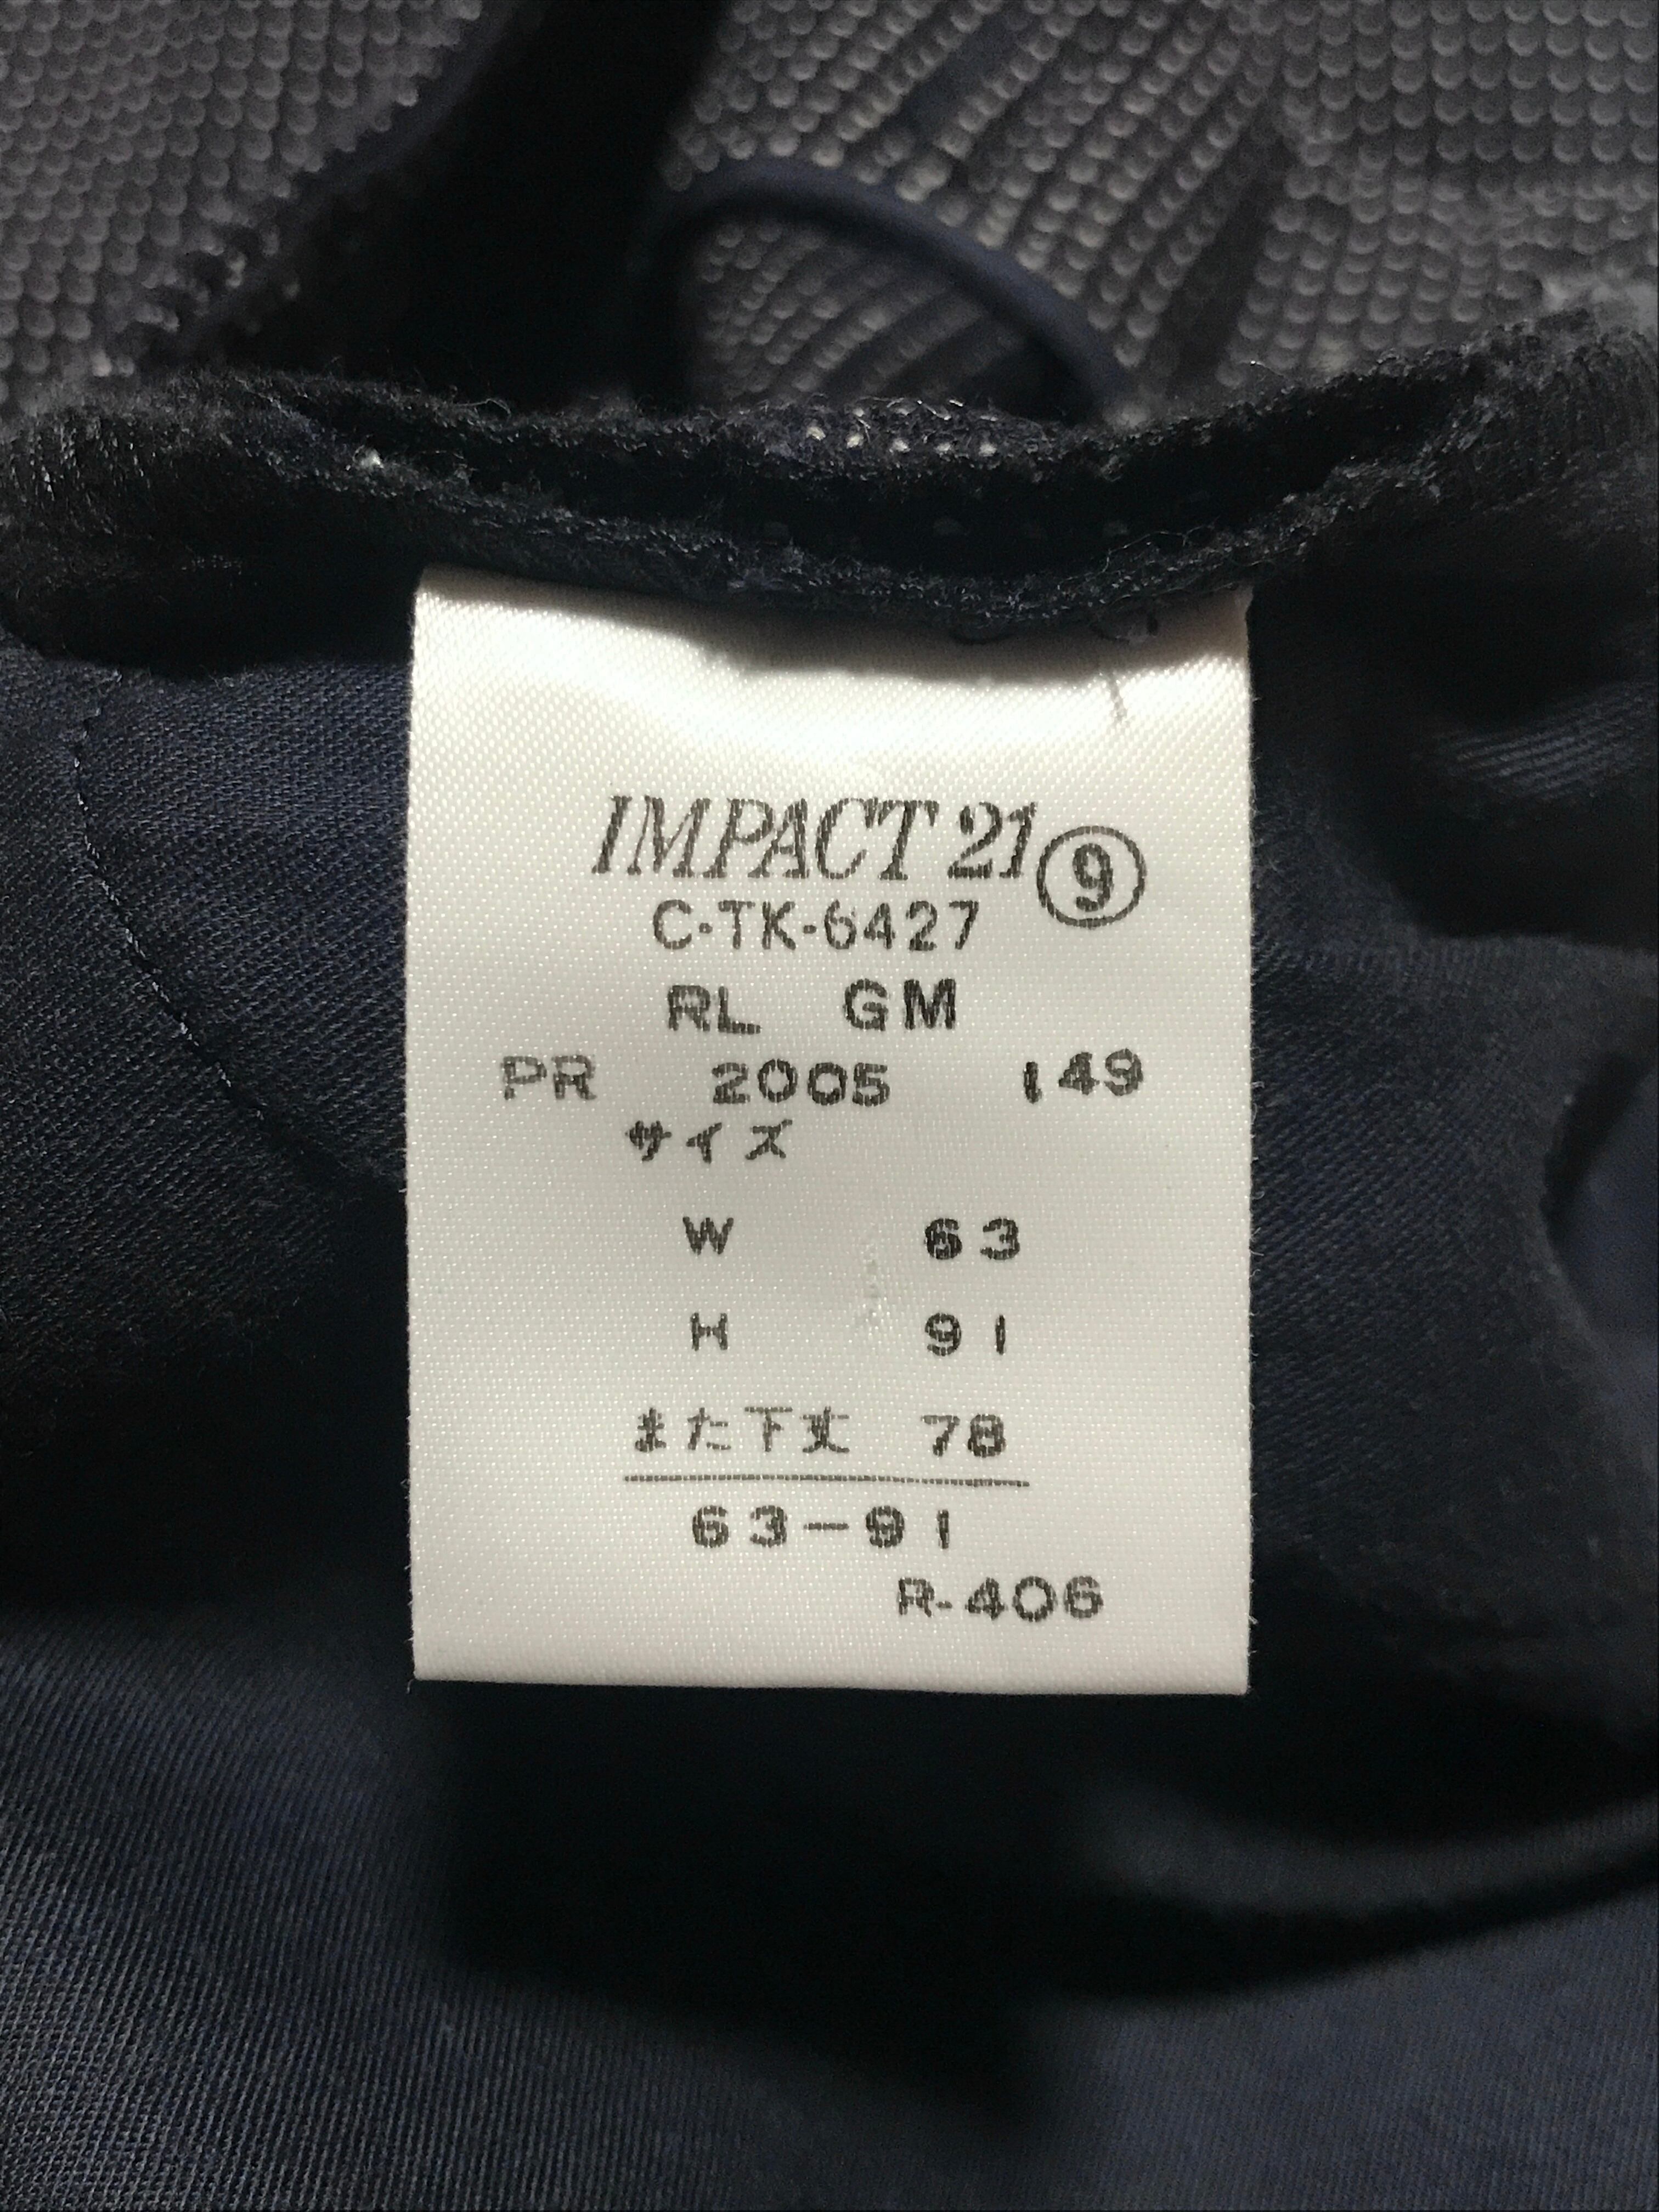 IMPACT 21 ⑨
C-TK-6427
RL GM
PR 2005 149
サイズ
W 63
H 91
また下丈 78
63-91
R-406